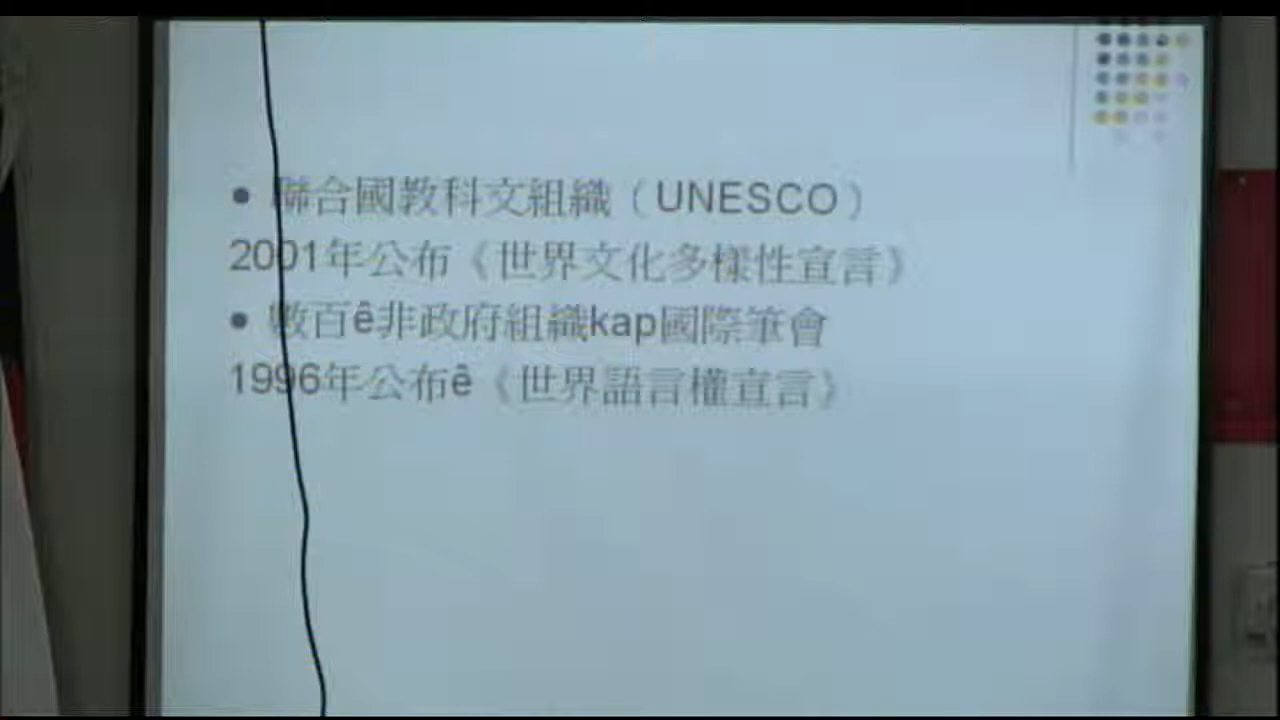 ● 聯合國教科文組織（UNESCO）
2001年公布《世界文化多樣性宣言》
● 數百ê非政府組織kap國際筆會
1996年公布ê《世界語言權宣言》